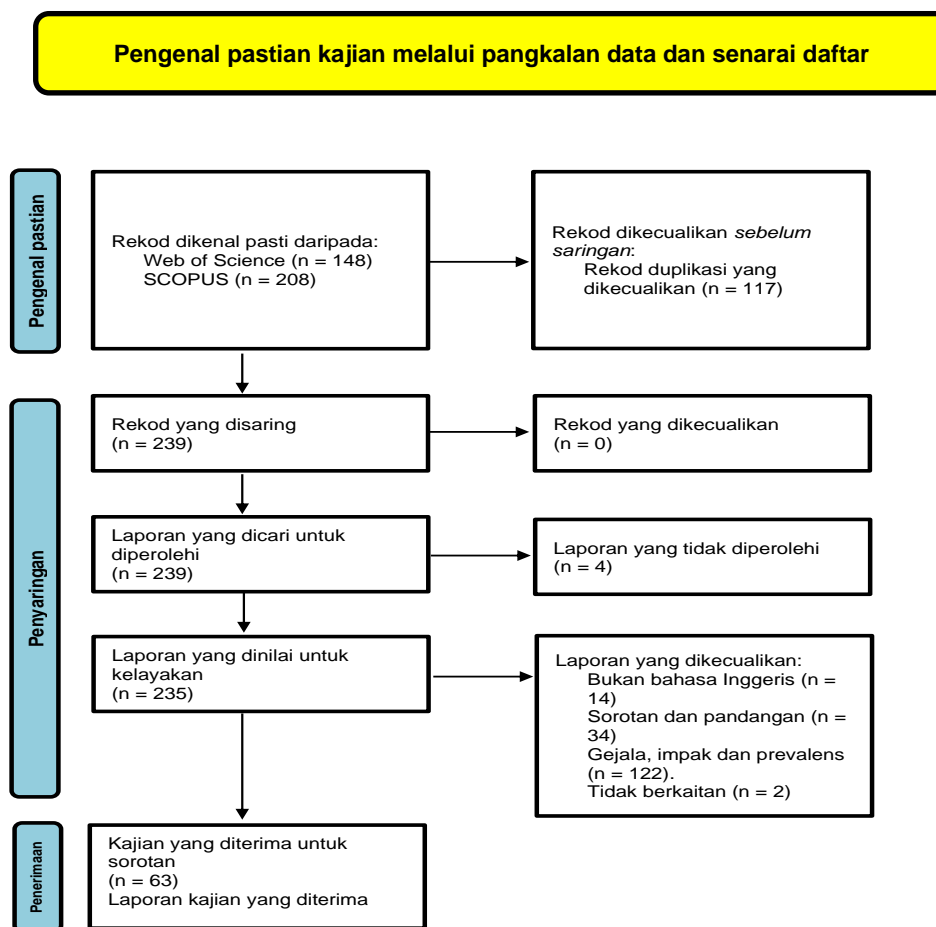 Pengenal pastian kajian melalui pangkalan data dan senarai daftar
Pengenal pastian
Rekod dikenal pasti daripada:
Web of Science (n = 148)
SCOPUS (n = 208)
Rekod dikecualikan sebelum
saringan:
Rekod duplikasi yang
dikecualikan (n = 117)
Penyaringan
Rekod yang disaring
(n = 239)
Rekod yang dikecualikan
(n = 0)
Laporan yang dicari untuk
diperolehi
(n = 239)
Laporan yang tidak diperolehi
(n = 4)
Laporan yang dinilai untuk
kelayakan
(n = 235)
Laporan yang dikecualikan:
Bukan bahasa Inggeris (n =
14)
Sorotan dan pandangan (n =
34)
Gejala, impak dan prevalens
(n = 122).
Tidak berkaitan (n = 2)
Penerimaan
Kajian yang diterima untuk
sorotan
(n = 63)
Laporan kajian yang diterima